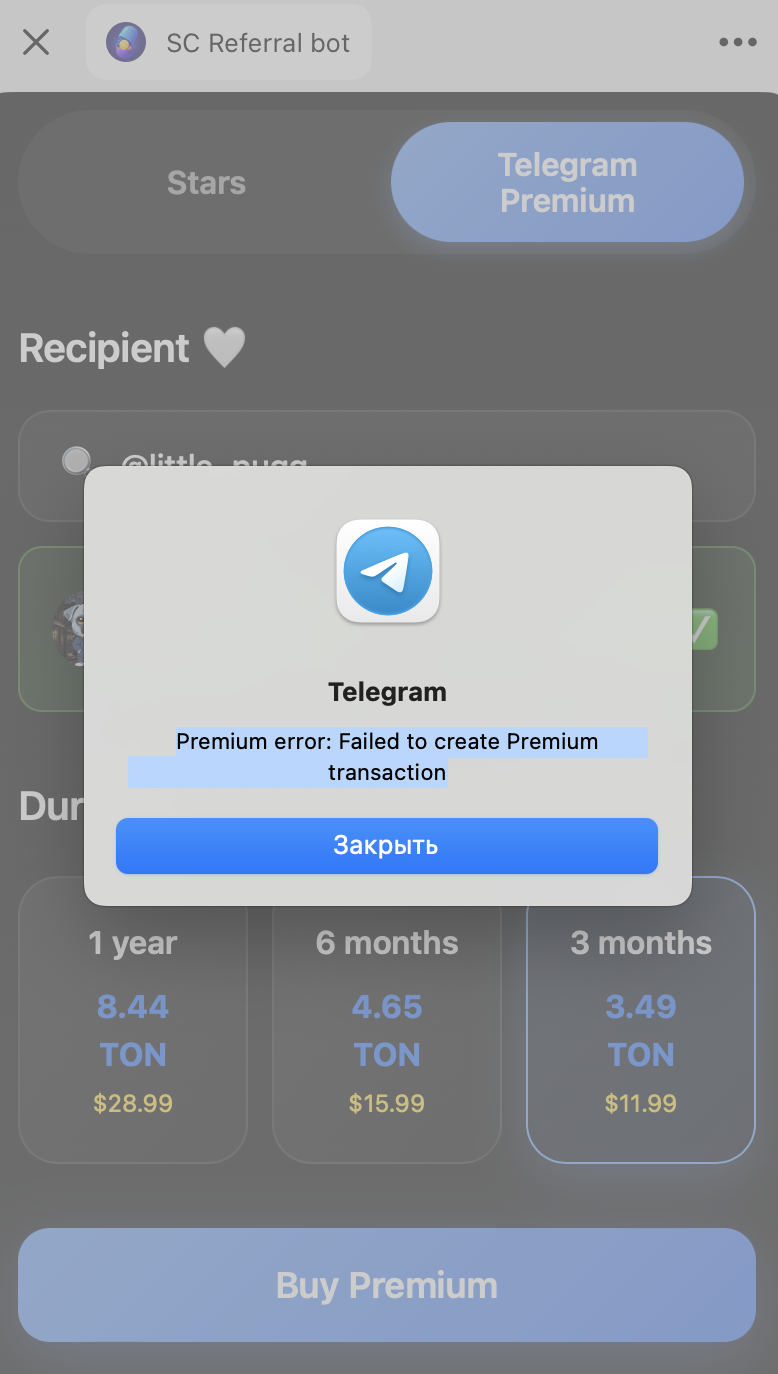 SC Referral bot
Stars
Telegram
Premium
Recipient 🤍
@little_pugg
Telegram
Premium error: Failed to create Premium
transaction
Закрыть
1 year
8.44
TON
$28.99
6 months
4.65
TON
$15.99
3 months
3.49
TON
$11.99
Buy Premium